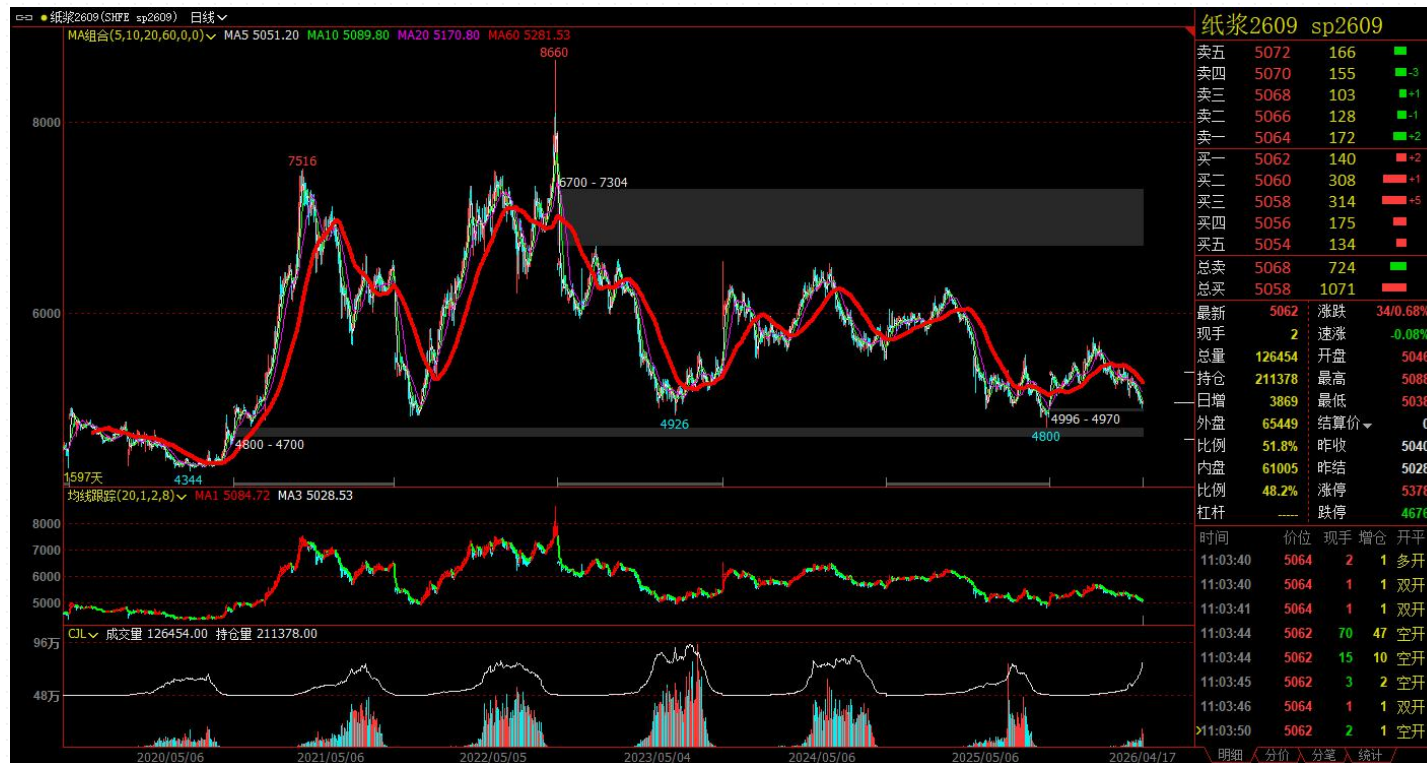 纸浆2609(SHFE sp2609) 日线
MA组合(5,10,20,60,0,0) MA5 5051.20 MA10 5089.80 MA20 5170.80 MA60 5281.53
8660
8000
7516
6700 - 7304
6000
4926
4996 - 4970
4800
4800 - 4700
4344
1597天
均线跟踪(20,1,2,8) MA1 5084.72 MA3 5028.53
8000
7000
6000
5000
CJL 成交量 126454.00 持仓量 211378.00
96万
48万
2020/05/06 2021/05/06 2022/05/05 2023/05/04 2024/05/06 2025/05/06 2026/04/17
纸浆2609 sp2609
卖五 5072 166
卖四 5070 155 -3
卖三 5068 103 +1
卖二 5066 128 -1
卖一 5064 172 +2
买一 5062 140 +2
买二 5060 308 +1
买三 5058 314 +5
买四 5056 175
买五 5054 134
总卖 5068 724
总买 5058 1071
最新 5062 涨跌 34/0.68%
现手 2 速涨 -0.08%
总量 126454 开盘 5046
持仓 211378 最高 5088
日增 3869 最低 5038
外盘 65449 结算价 0
比例 51.8% 昨收 5040
内盘 61005 昨结 5028
比例 48.2% 涨停 5378
杠杆 ----- 跌停 4676
时间 价位 现手 增仓 开平
11:03:40 5064 2 1 多开
11:03:40 5064 1 1 双开
11:03:41 5064 1 1 双开
11:03:44 5062 70 47 空开
11:03:44 5062 15 10 空开
11:03:45 5062 3 2 空开
11:03:46 5064 1 1 双开
11:03:50 5062 2 1 空开
明细 分价 分笔 统计